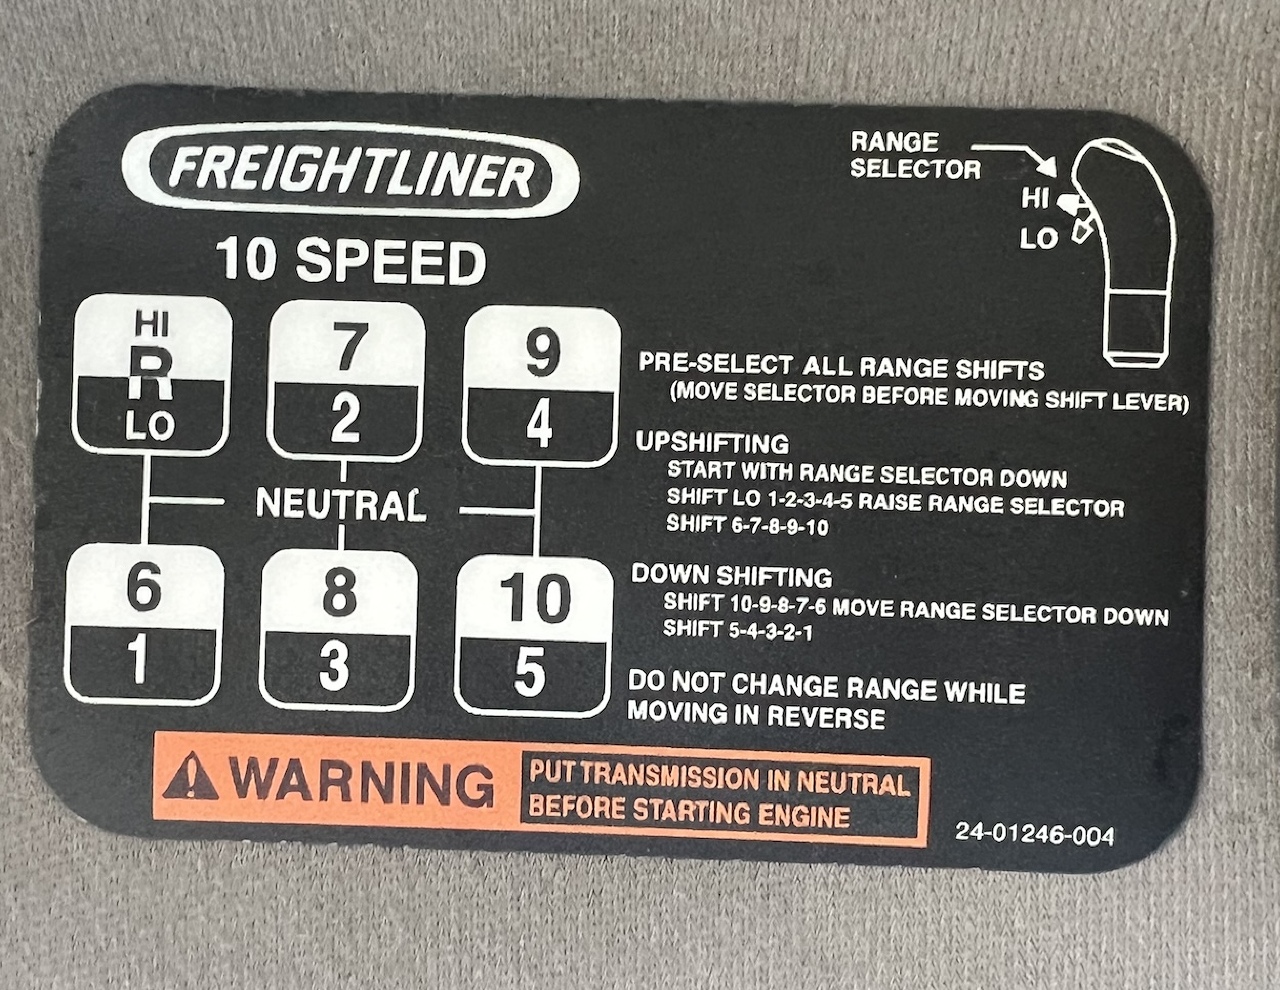 FREIGHTLINER
10 SPEED
RANGE
SELECTOR
HI
LO
HI
R
LO
7
2
9
4
NEUTRAL
6
1
8
3
10
5
PRE-SELECT ALL RANGE SHIFTS
(MOVE SELECTOR BEFORE MOVING SHIFT LEVER)
UPSHIFTING
START WITH RANGE SELECTOR DOWN
SHIFT LO 1-2-3-4-5 RAISE RANGE SELECTOR
SHIFT 6-7-8-9-10
DOWN SHIFTING
SHIFT 10-9-8-7-6 MOVE RANGE SELECTOR DOWN
SHIFT 5-4-3-2-1
DO NOT CHANGE RANGE WHILE
MOVING IN REVERSE
WARNING
PUT TRANSMISSION IN NEUTRAL
BEFORE STARTING ENGINE
24-01246-004